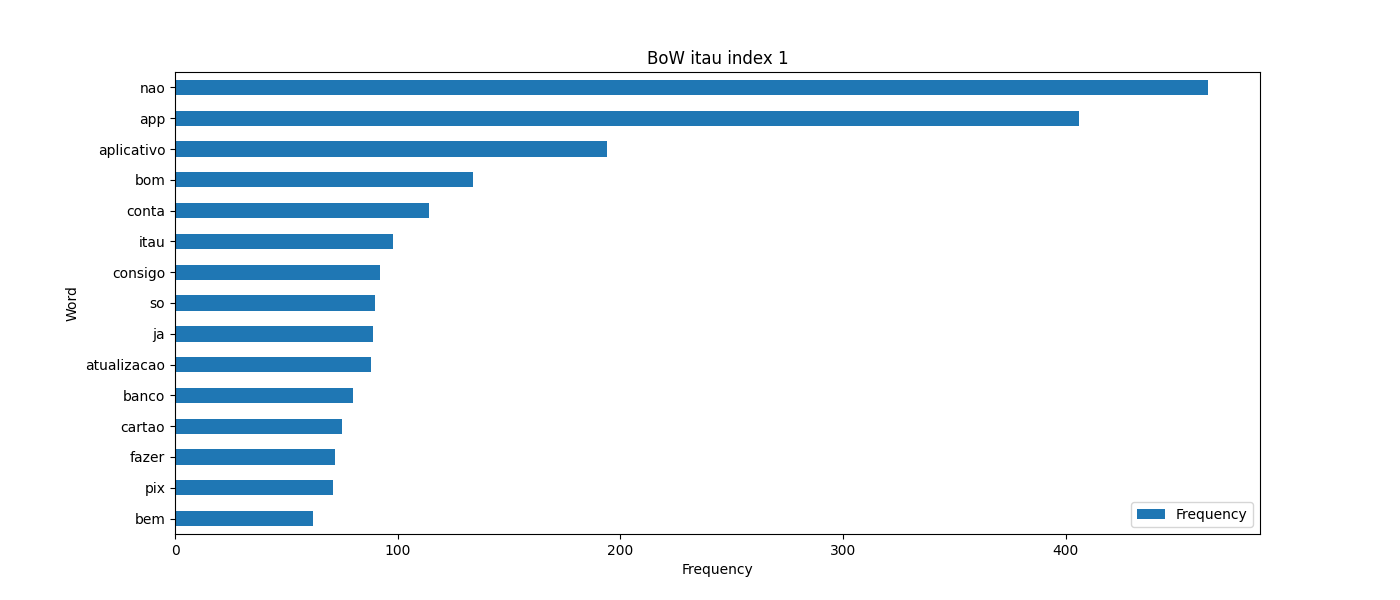 BoW itau index 1
nao
app
aplicativo
bom
conta
itau
consigo
so
ja
atualizacao
banco
cartao
fazer
pix
bem
Word
Frequency
0 100 200 300 400
Frequency